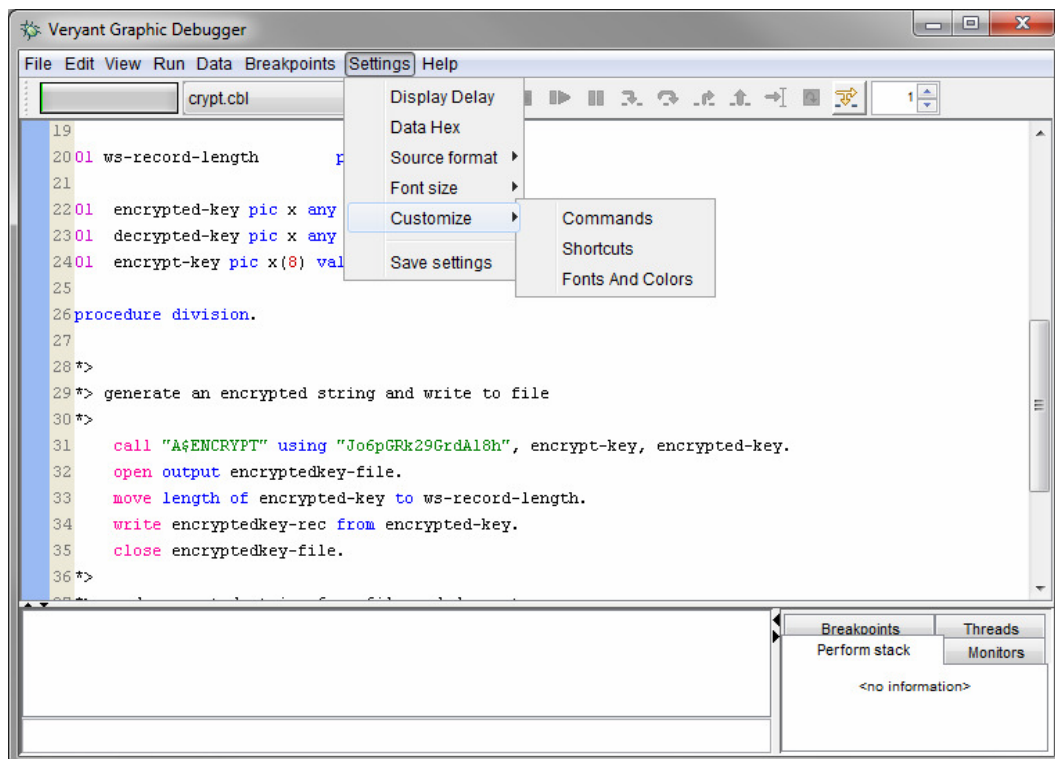 Veryant Graphic Debugger
File Edit View Run Data Breakpoints Settings Help
crypt.cbl
1
Display Delay
Data Hex
Source format
Font size
Customize
Save settings
Commands
Shortcuts
Fonts And Colors
19
20 01 ws-record-length p
21
22 01 encrypted-key pic x any
23 01 decrypted-key pic x any
24 01 encrypt-key pic x(8) val
25
26 procedure division.
27
28 *>
29 *> generate an encrypted string and write to file
30 *>
31 call "A$ENCRYPT" using "Jo6pGRk29GrdAl8h", encrypt-key, encrypted-key.
32 open output encryptedkey-file.
33 move length of encrypted-key to ws-record-length.
34 write encryptedkey-rec from encrypted-key.
35 close encryptedkey-file.
36 *>
Breakpoints Threads
Perform stack Monitors
<no information>